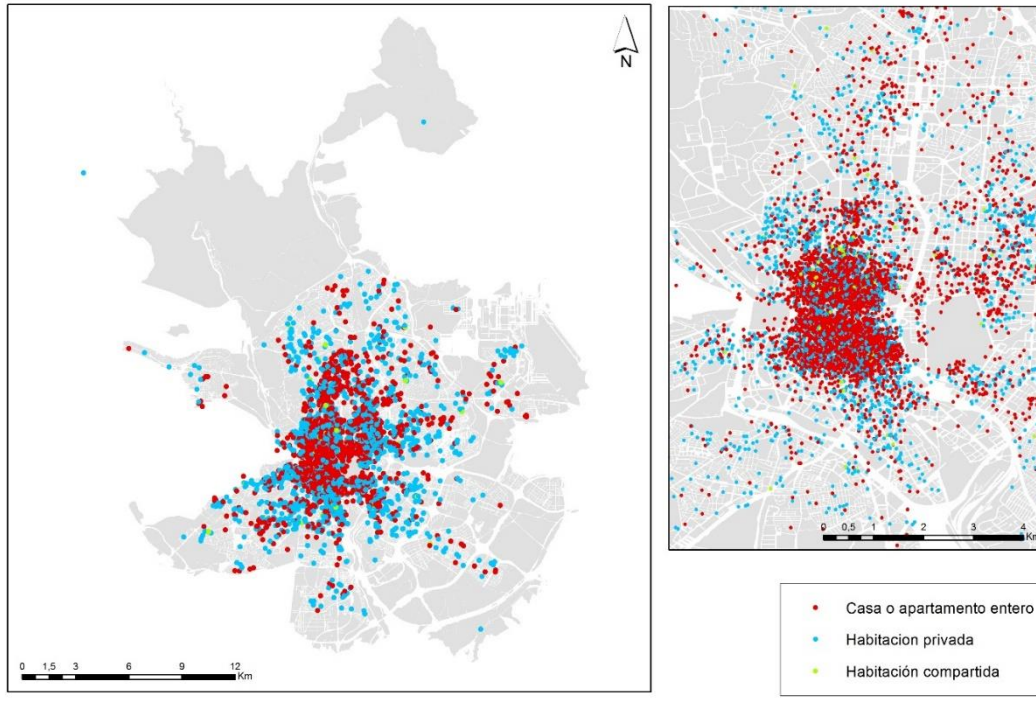 N
0 1,5 3 6 9 12
Km
0 0,5 1 2 3 4
Km
Casa o apartamento entero
Habitacion privada
Habitación compartida